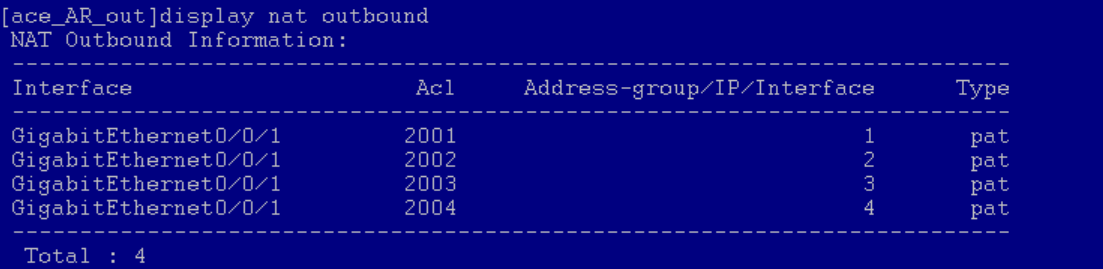 [ace_AR_out]display nat outbound
NAT Outbound Information:
--------------------------------------------------------------------------
Interface Acl Address-group/IP/Interface Type
--------------------------------------------------------------------------
GigabitEthernet0/0/1 2001 1 pat
GigabitEthernet0/0/1 2002 2 pat
GigabitEthernet0/0/1 2003 3 pat
GigabitEthernet0/0/1 2004 4 pat
--------------------------------------------------------------------------
Total : 4